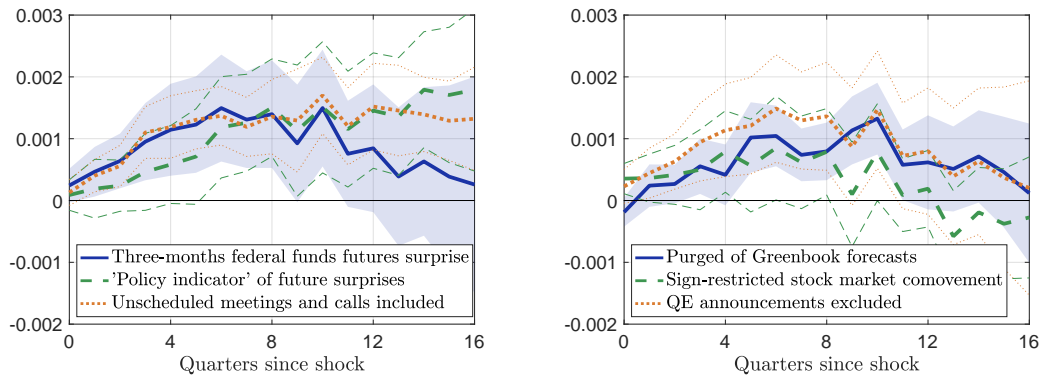 0.003
0.002
0.001
0
-0.001
-0.002
Three-months federal funds futures surprise
'Policy indicator' of future surprises
Unscheduled meetings and calls included
0 4 8 12 16
Quarters since shock
0.003
0.002
0.001
0
-0.001
-0.002
Purged of Greenbook forecasts
Sign-restricted stock market comovement
QE announcements excluded
0 4 8 12 16
Quarters since shock